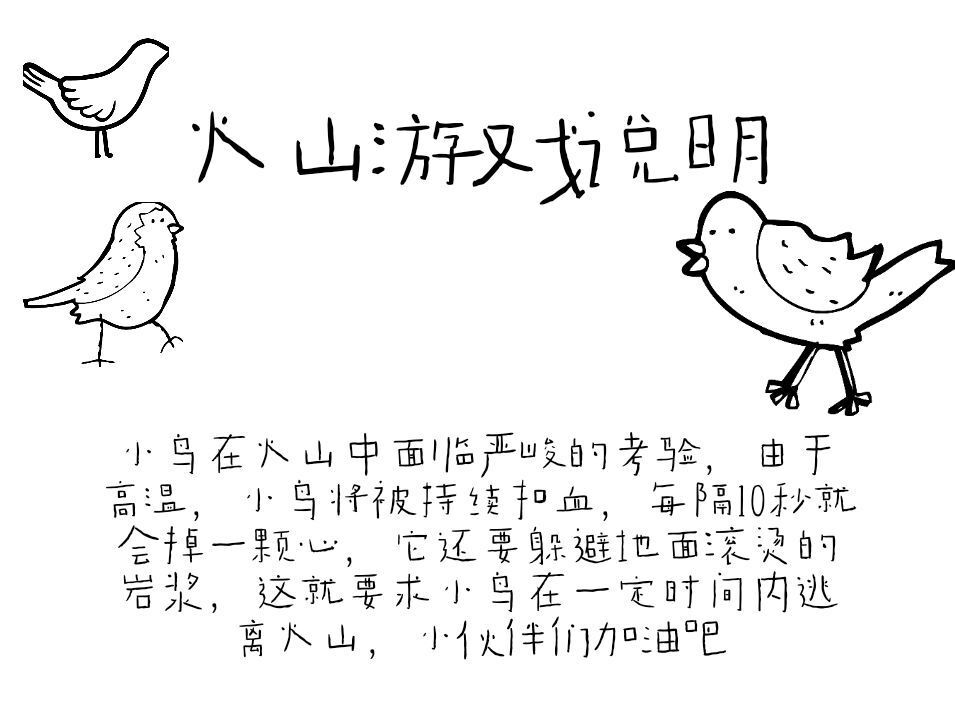 火山游戏说明
小鸟在火山中面临严峻的考验，由于
高温，小鸟将被持续扣血，每隔10秒就
会掉一颗心，它还要躲避地面滚烫的
岩浆，这就要求小鸟在一定时间内逃
离火山，小伙伴们加油吧